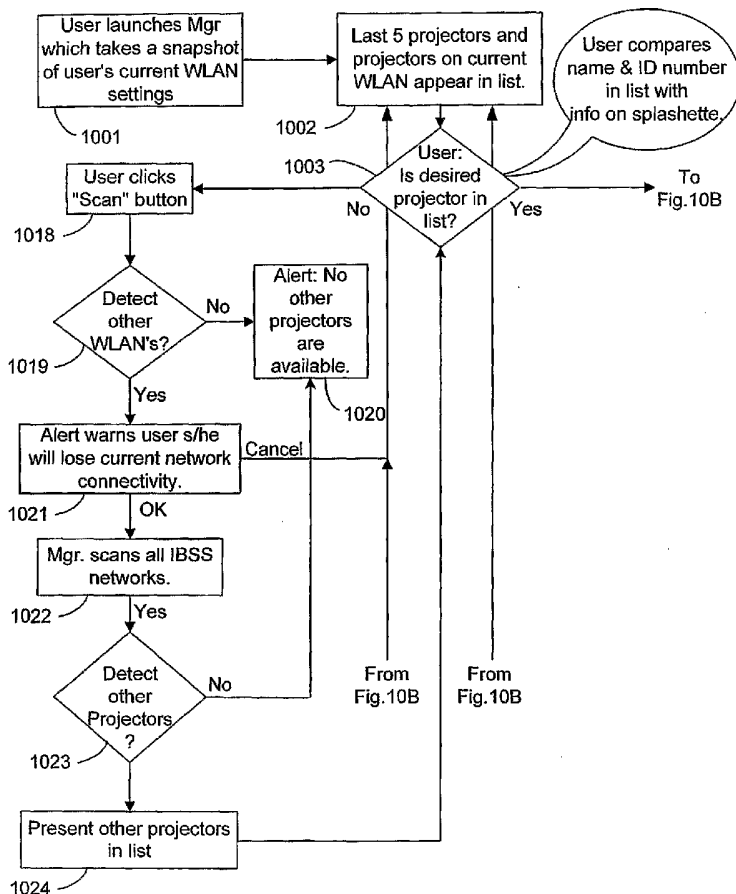 User launches Mgr
which takes a snapshot
of user's current WLAN
settings
1001
Last 5 projectors and
projectors on current
WLAN appear in list.
1002
User compares
name & ID number
in list with
info on splashette.
1003
User:
Is desired
projector in
list?
No
Yes
To
Fig.10B
User clicks
"Scan" button
1018
Detect
other
WLAN's?
No
1019
Yes
Alert: No
other
projectors
are
available.
1020
Alert warns user s/he
will lose current network
connectivity.
Cancel
1021
OK
Mgr. scans all IBSS
networks.
1022
Yes
Detect
other
Projectors
?
No
1023
From
Fig.10B
From
Fig.10B
Present other projectors
in list
1024